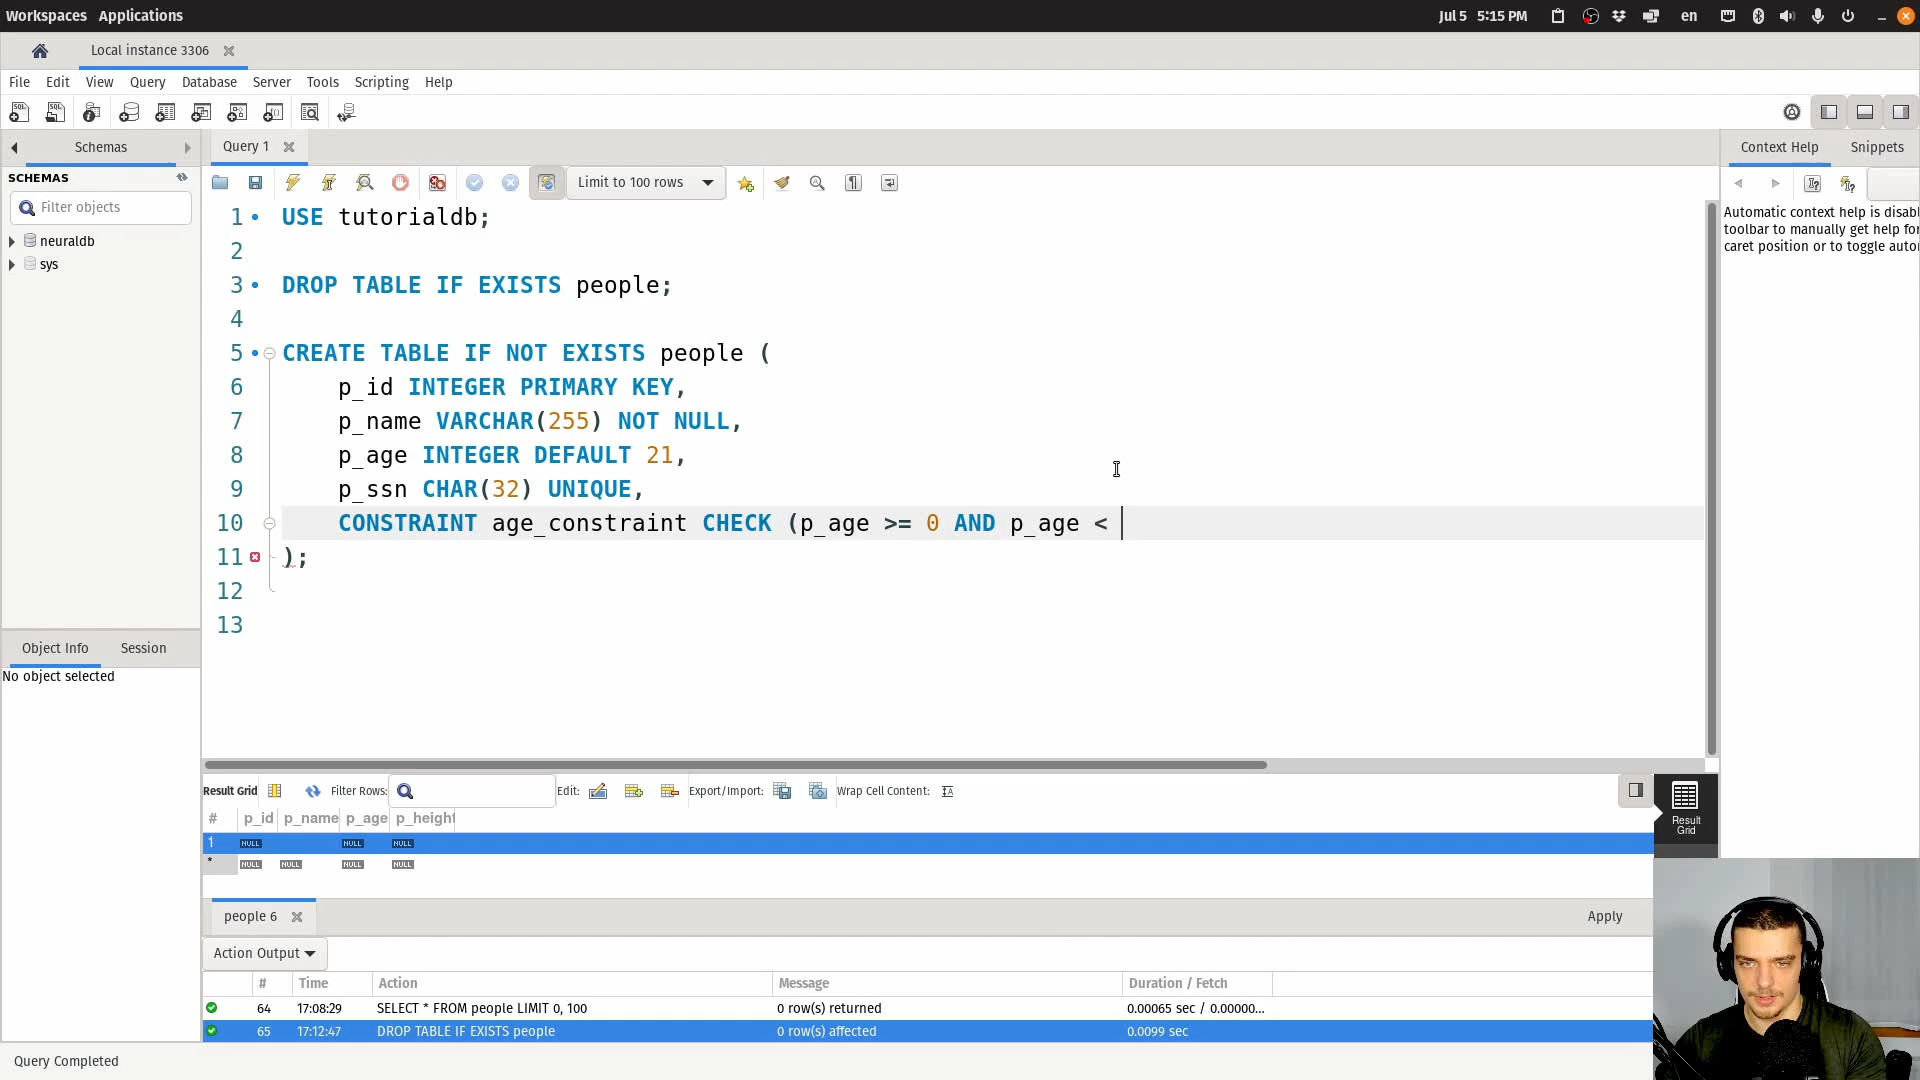 Workspaces Applications Jul 5 5:15 PM en
Local instance 3306
File Edit View Query Database Server Tools Scripting Help
Schemas
SCHEMAS
Filter objects
neuraldb
sys
Object Info Session
No object selected
Query 1
Limit to 100 rows
1 USE tutorialdb;
2
3 DROP TABLE IF EXISTS people;
4
5 CREATE TABLE IF NOT EXISTS people (
6 p_id INTEGER PRIMARY KEY,
7 p_name VARCHAR(255) NOT NULL,
8 p_age INTEGER DEFAULT 21,
9 p_ssn CHAR(32) UNIQUE,
10 CONSTRAINT age_constraint CHECK (p_age >= 0 AND p_age <
11 );
12
13
Context Help Snippets
Automatic context help is disab
toolbar to manually get help for
caret position or to toggle auto
Result Grid Filter Rows: Edit: Export/Import: Wrap Cell Content:
# p_id p_name p_age p_height
1 NULL NULL NULL
* NULL NULL NULL NULL
Result Grid
people 6 Apply
Action Output
# Time Action Message Duration / Fetch
64 17:08:29 SELECT * FROM people LIMIT 0, 100 0 row(s) returned 0.00065 sec / 0.00000...
65 17:12:47 DROP TABLE IF EXISTS people 0 row(s) affected 0.0099 sec
Query Completed